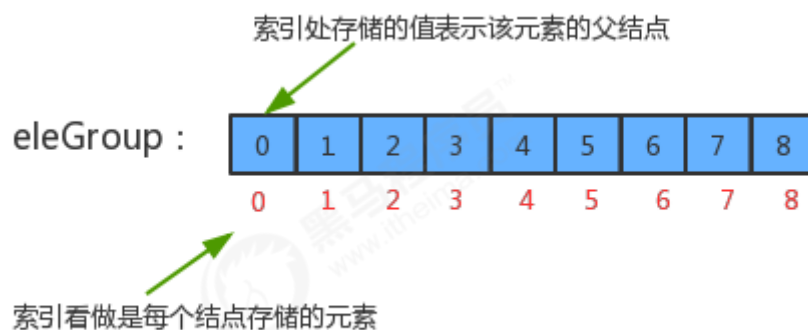 索引处存储的值表示该元素的父结点
eleGroup：
0 1 2 3 4 5 6 7 8
0 1 2 3 4 5 6 7 8
索引看做是每个结点存储的元素